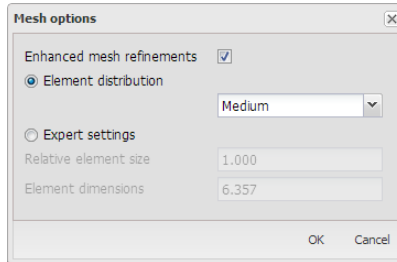 Mesh options
Enhanced mesh refinements
Element distribution
Medium
Expert settings
Relative element size 1.000
Element dimensions 6.357
OK Cancel